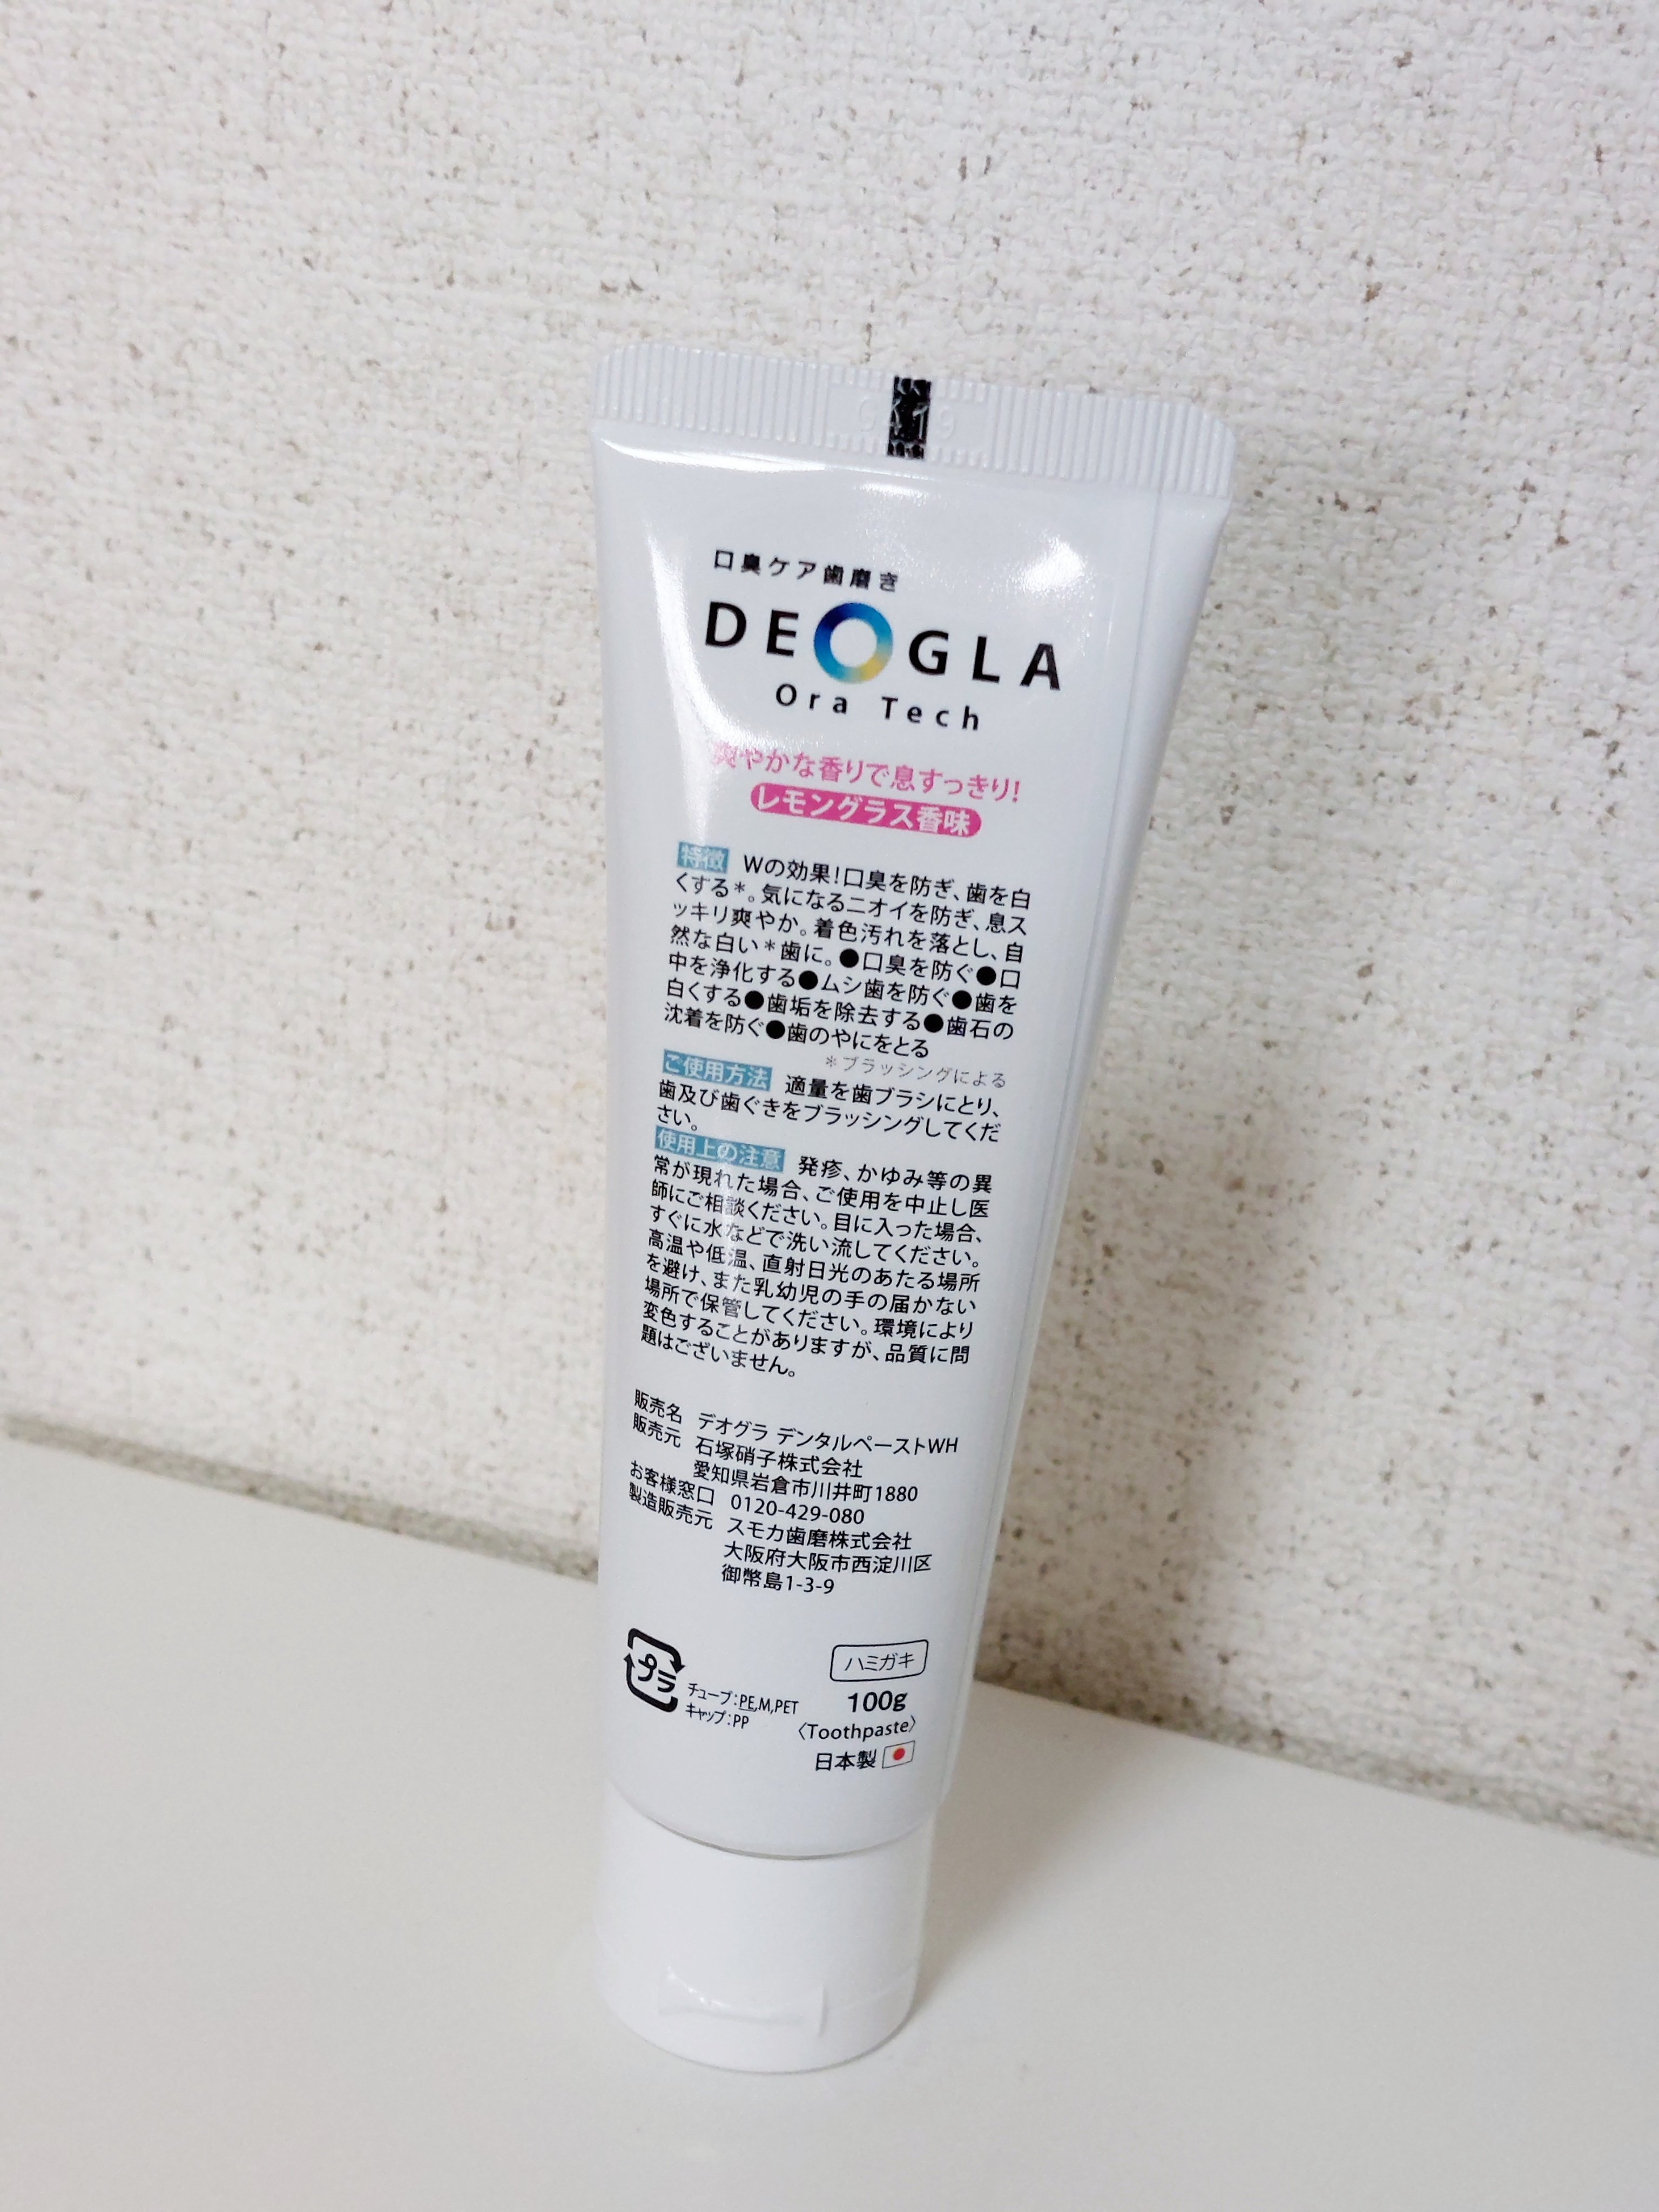 口臭ケア歯磨き
DEOGLA
Ora Tech
爽やかな香りで息すっきり!
レモングラス香味
特徴 Wの効果!口臭を防ぎ、歯を白
くする*。気になるニオイを防ぎ、息ス
ッキリ爽やか。着色汚れを落とし、自
然な白い*歯に。●口臭を防ぐ●口
中を浄化する●ムシ歯を防ぐ●歯を
白くする●歯垢を除去する●歯石の
沈着を防ぐ●歯のやにをとる
*ブラッシングによる
ご使用方法 適量を歯ブラシにとり、
歯及び歯ぐきをブラッシングしてくだ
さい。
使用上の注意 発疹、かゆみ等の異
常が現れた場合、ご使用を中止し医
師にご相談ください。目に入った場合、
すぐに水などで洗い流してください。
高温や低温、直射日光のあたる場所
を避け、また乳幼児の手の届かない
場所で保管してください。環境により
変色することがありますが、品質に問
題はございません。
販売名 デオグラ デンタルペーストWH
販売元 石塚硝子株式会社
愛知県岩倉市川井町1880
お客様窓口 0120-429-080
製造販売元 スモカ歯磨株式会社
大阪府大阪市西淀川区
御幣島1-3-9
プラ
チューブ:PE,M,PET
キャップ:PP
ハミガキ
100g
〈Toothpaste〉
日本製